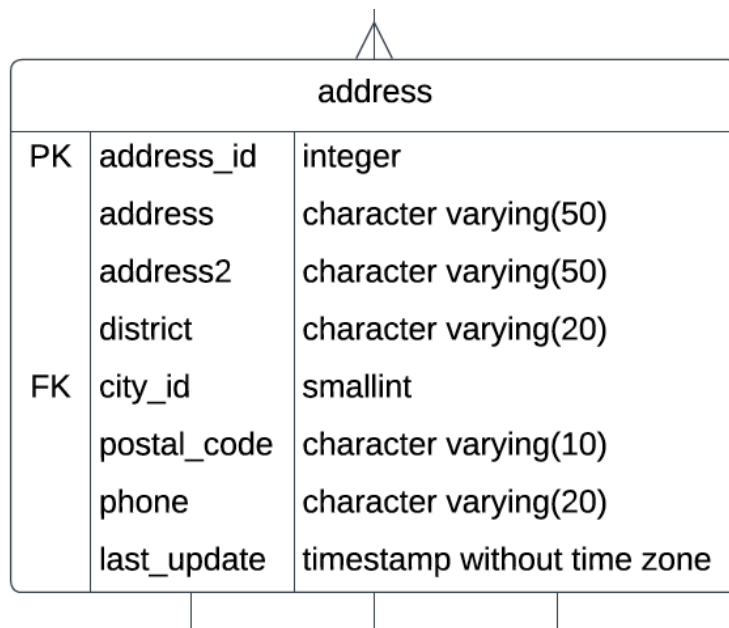 address
PK address_id integer
address character varying(50)
address2 character varying(50)
district character varying(20)
FK city_id smallint
postal_code character varying(10)
phone character varying(20)
last_update timestamp without time zone